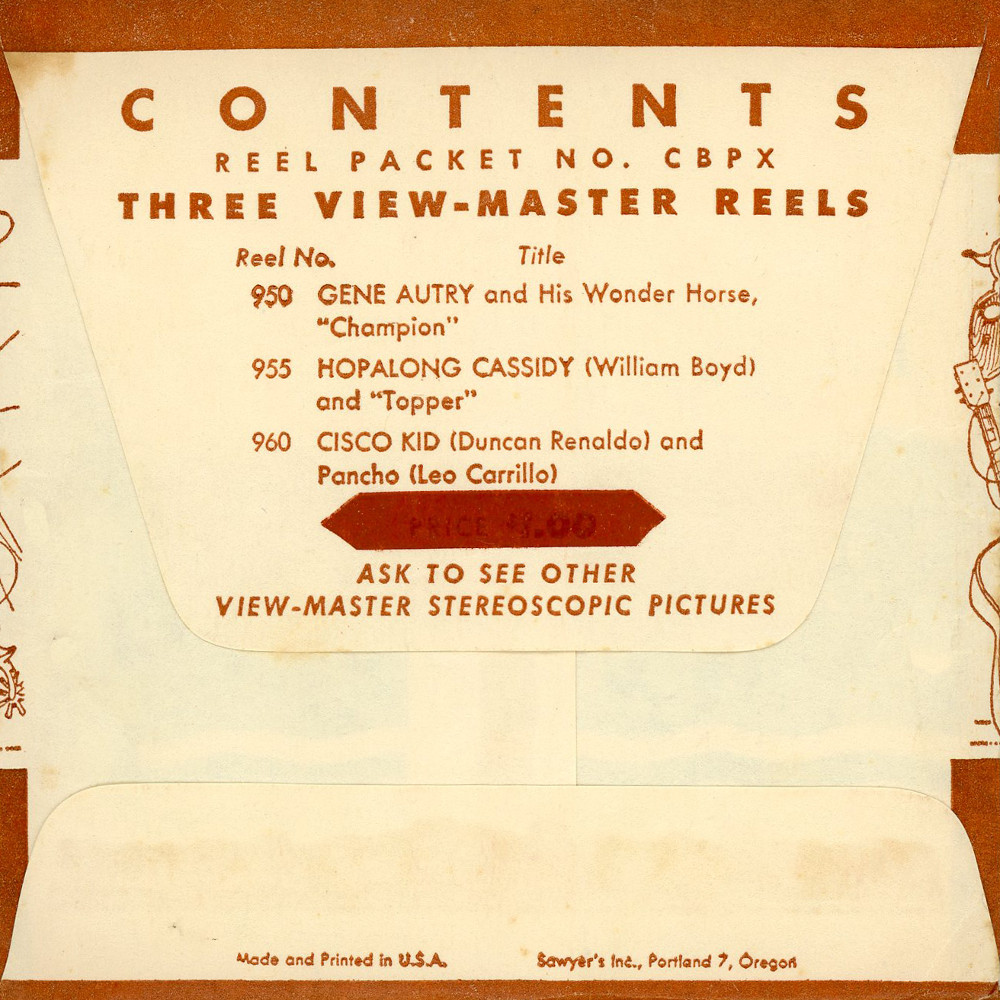 CONTENTS
REEL PACKET NO. CBPX
THREE VIEW-MASTER REELS
Reel No. Title
950 GENE AUTRY and His Wonder Horse,
"Champion"
955 HOPALONG CASSIDY (William Boyd)
and "Topper"
960 CISCO KID (Duncan Renaldo) and
Pancho (Leo Carrillo)
PRICE $1.00
ASK TO SEE OTHER
VIEW-MASTER STEREOSCOPIC PICTURES
Made and Printed in U.S.A. Sawyer's Inc., Portland 7, Oregon